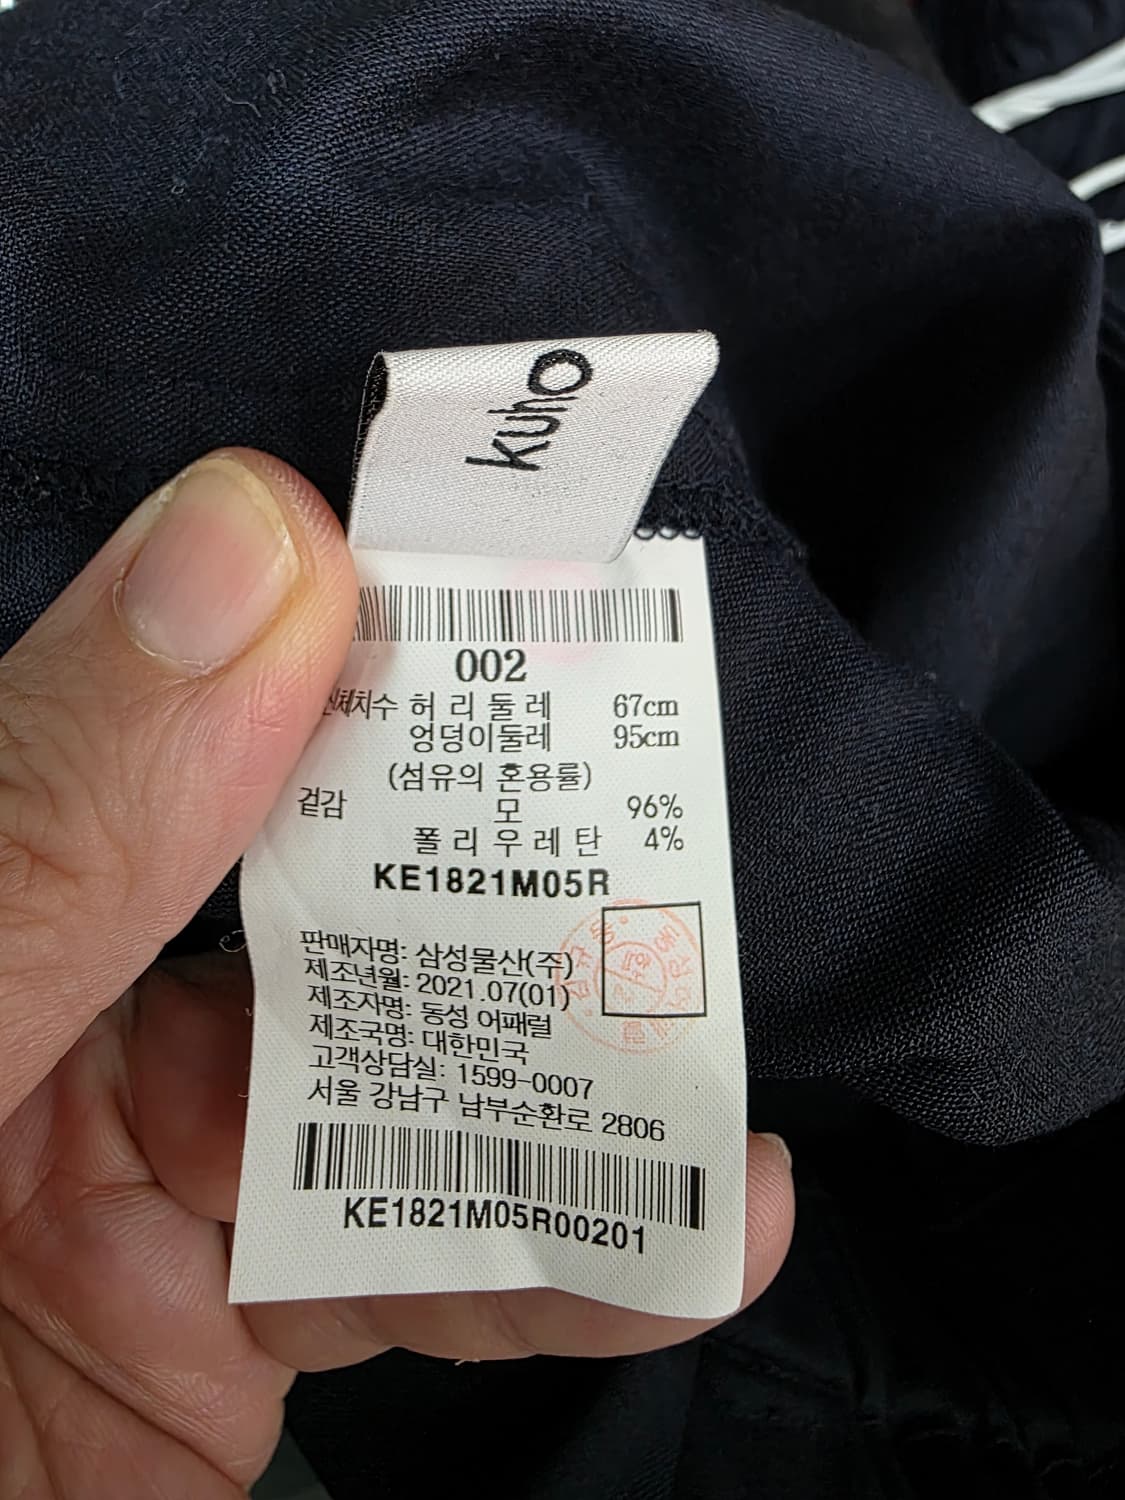 kuho
002
신체치수 허리둘레 67cm
엉덩이둘레 95cm
(섬유의 혼용률)
겉감 모 96%
폴리우레탄 4%
KE1821M05R
판매자명: 삼성물산(주)
제조년월: 2021.07(01)
제조자명: 동성 어패럴
제조국명: 대한민국
고객상담실: 1599-0007
서울 강남구 남부순환로 2806
KE1821M05R00201